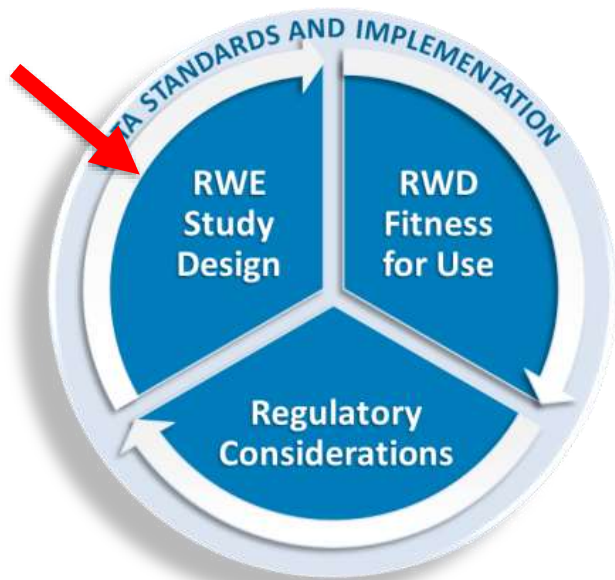 STANDARDS AND IMPLEMENTATION
RWE
Study
Design
RWD
Fitness
for Use
Regulatory
Considerations